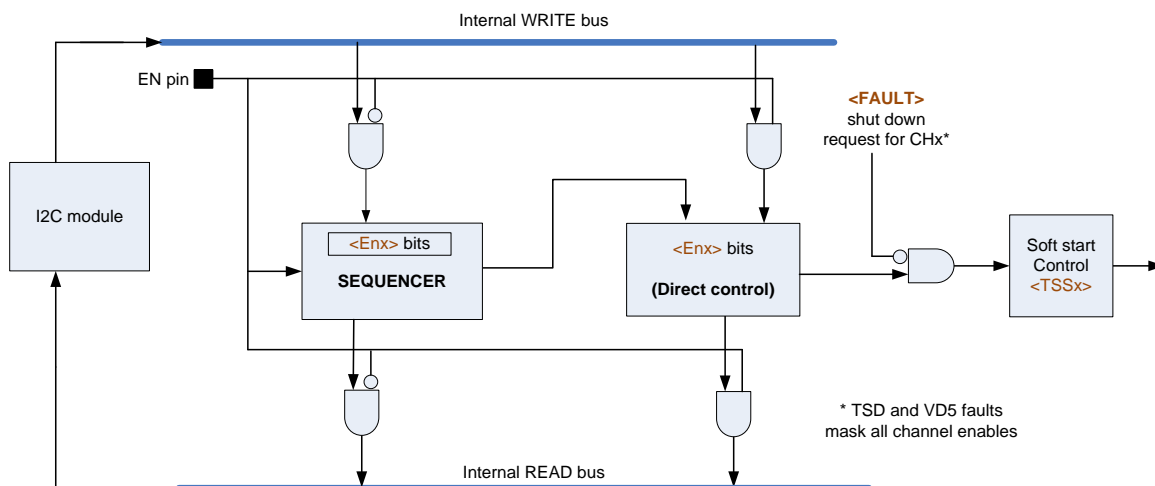 Internal WRITE bus
EN pin
<FAULT>
shut down
request for CHx*
I2C module
<Enx> bits
SEQUENCER
<Enx> bits
(Direct control)
Soft start
Control
<TSSx>
* TSD and VD5 faults
mask all channel enables
Internal READ bus